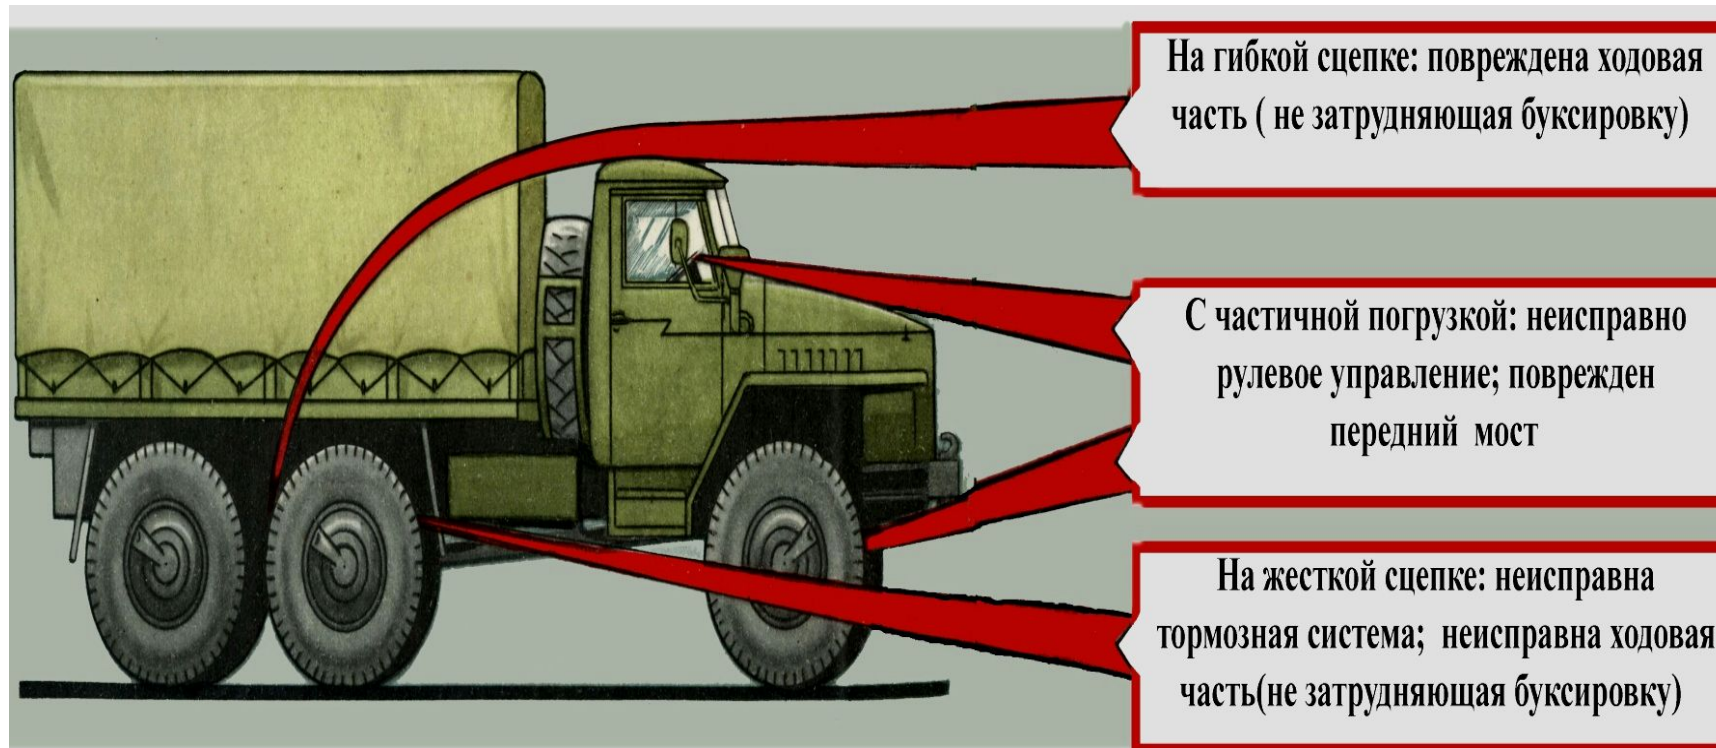 На гибкой сцепке: повреждена ходовая
часть ( не затрудняющая буксировку)
С частичной погрузкой: неисправно
рулевое управление; поврежден
передний мост
На жесткой сцепке: неисправна
тормозная система; неисправна ходовая
часть(не затрудняющая буксировку)